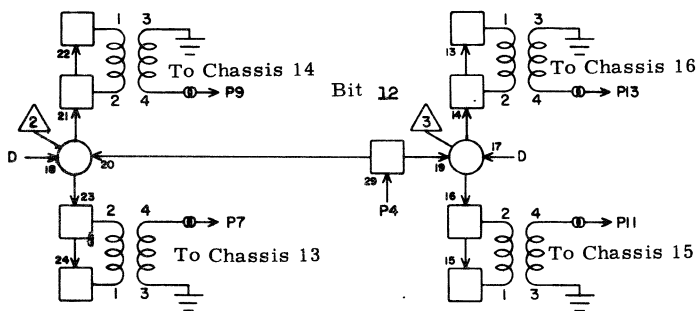 1 3 1 3
22 13
To Chassis 14 To Chassis 16
2 4 P9 Bit 12 2 4 P13
21 14
2 3
D 18 20 19 17 D
29
23 P4 16
2 4 P7 2 4 P11
To Chassis 13 To Chassis 15
24 15
1 3 1 3